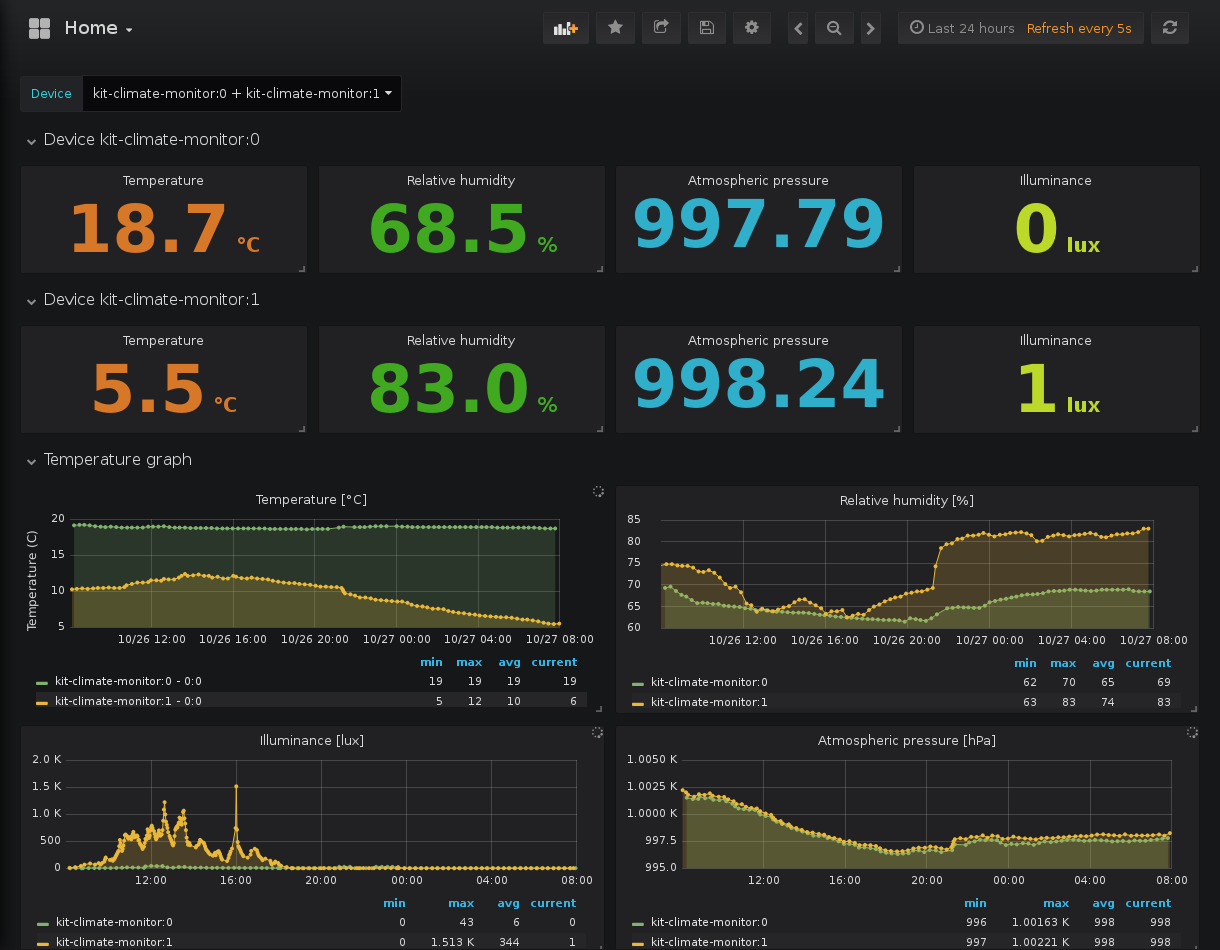 Home
Last 24 hours Refresh every 5s
Device kit-climate-monitor:0 + kit-climate-monitor:1
Device kit-climate-monitor:0
Temperature Relative humidity Atmospheric pressure Illuminance
18.7 °C 68.5 % 997.79 0 lux
Device kit-climate-monitor:1
Temperature Relative humidity Atmospheric pressure Illuminance
5.5 °C 83.0 % 998.24 1 lux
Temperature graph
Temperature [°C]
Temperature (C)
20
15
10
5
10/26 12:00 10/26 16:00 10/26 20:00 10/27 00:00 10/27 04:00 10/27 08:00
min max avg current
kit-climate-monitor:0 - 0:0 19 19 19 19
kit-climate-monitor:1 - 0:0 5 12 10 6
Relative humidity [%]
85
80
75
70
65
60
10/26 12:00 10/26 16:00 10/26 20:00 10/27 00:00 10/27 04:00 10/27 08:00
min max avg current
kit-climate-monitor:0 62 70 65 69
kit-climate-monitor:1 63 83 74 83
Illuminance [lux]
2.0 K
1.5 K
1.0 K
500
0
12:00 16:00 20:00 00:00 04:00 08:00
min max avg current
kit-climate-monitor:0 0 43 6 0
kit-climate-monitor:1 0 1.513 K 344 1
Atmospheric pressure [hPa]
1.0050 K
1.0025 K
1.0000 K
997.5
995.0
12:00 16:00 20:00 00:00 04:00 08:00
min max avg current
kit-climate-monitor:0 996 1.00163 K 998 998
kit-climate-monitor:1 997 1.00221 K 998 998